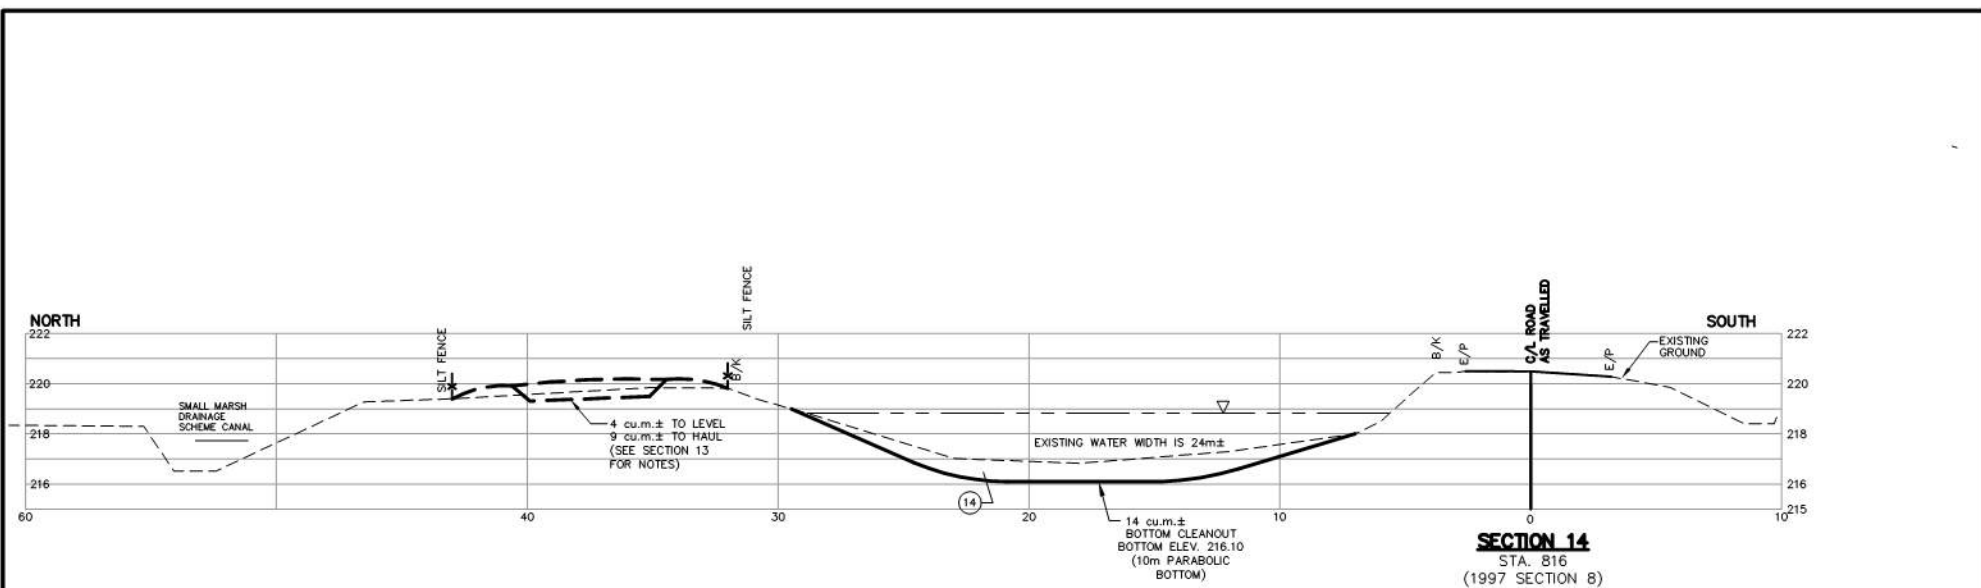 NORTH
SOUTH
SILT FENCE
SILT FENCE
B/K
B/K
E/P
C/L ROAD
AS TRAVELLED
E/P
EXISTING
GROUND
222
220
218
216
222
220
218
216
215
SMALL MARSH
DRAINAGE
SCHEME CANAL
4 cu.m.± TO LEVEL
9 cu.m.± TO HAUL
(SEE SECTION 13
FOR NOTES)
EXISTING WATER WIDTH IS 24m±
14
14 cu.m.±
BOTTOM CLEANOUT
BOTTOM ELEV. 216.10
(10m PARABOLIC
BOTTOM)
60
40
30
20
10
0
10
SECTION 14
STA. 816
(1997 SECTION 8)